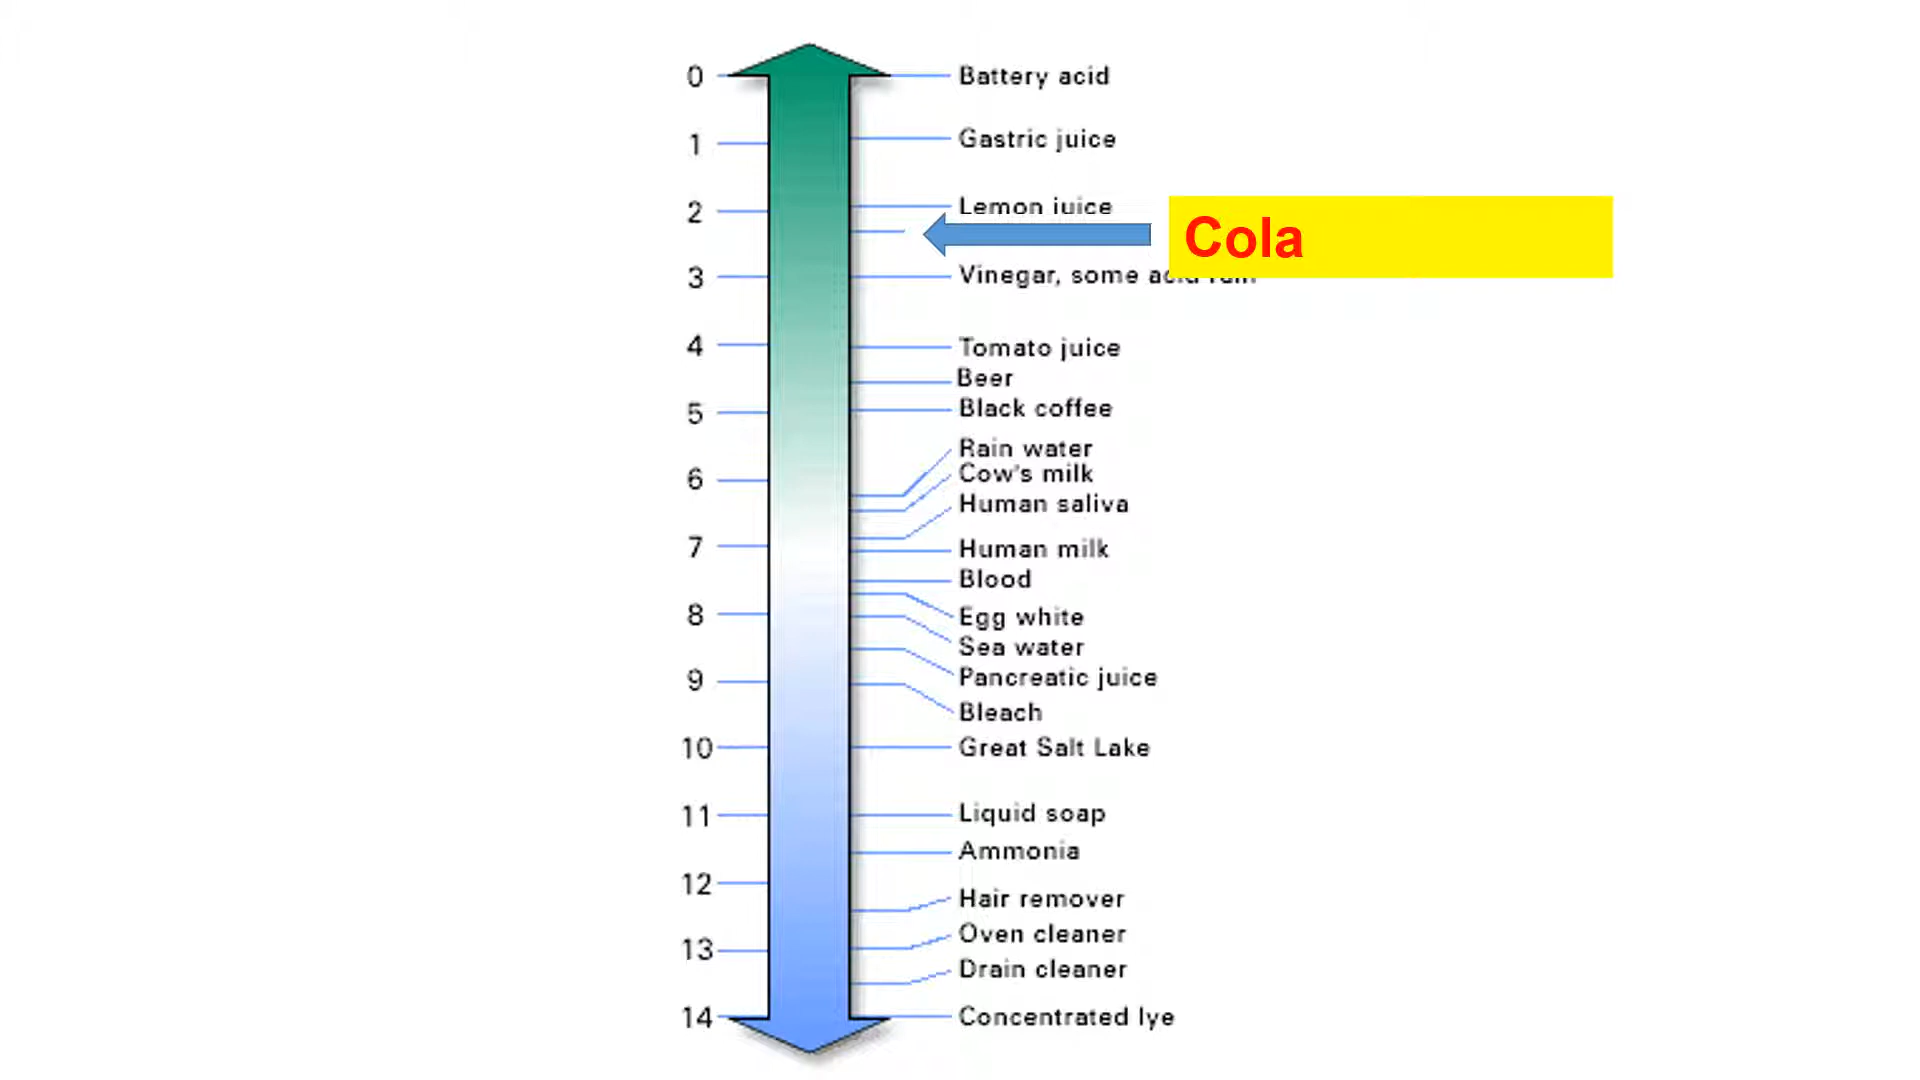 0 Battery acid
1 Gastric juice
2 Lemon juice
Cola
3 Vinegar, some acid rain
4 Tomato juice
Beer
5 Black coffee
Rain water
6 Cow's milk
Human saliva
7 Human milk
Blood
8 Egg white
Sea water
9 Pancreatic juice
Bleach
10 Great Salt Lake
11 Liquid soap
Ammonia
12 Hair remover
13 Oven cleaner
Drain cleaner
14 Concentrated lye